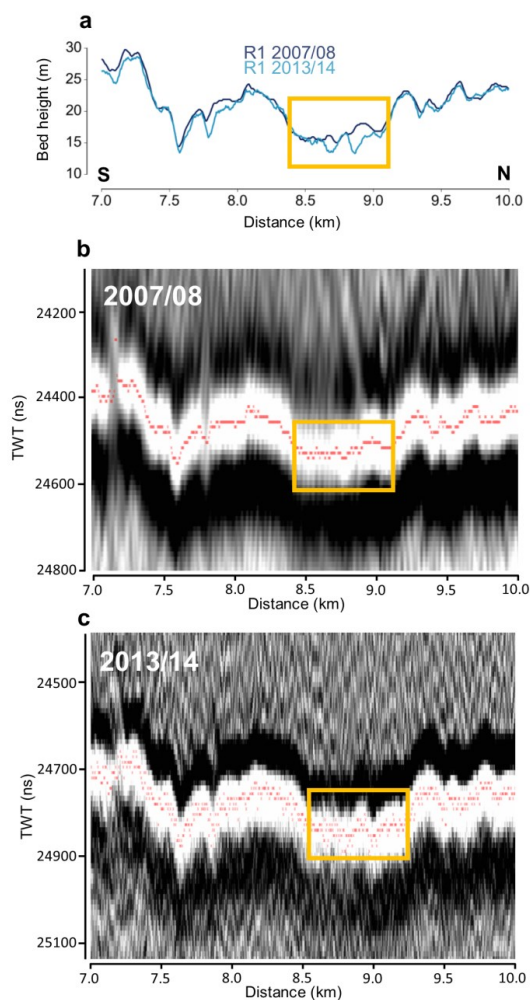 a
R1 2007/08
R1 2013/14
Bed height (m)
30
25
20
15
10
S
N
7.0 7.5 8.0 8.5 9.0 9.5 10.0
Distance (km)
b
2007/08
TWT (ns)
24200
24400
24600
24800
7.0 7.5 8.0 8.5 9.0 9.5 10.0
Distance (km)
c
2013/14
TWT (ns)
24500
24700
24900
25100
7.0 7.5 8.0 8.5 9.0 9.5 10.0
Distance (km)